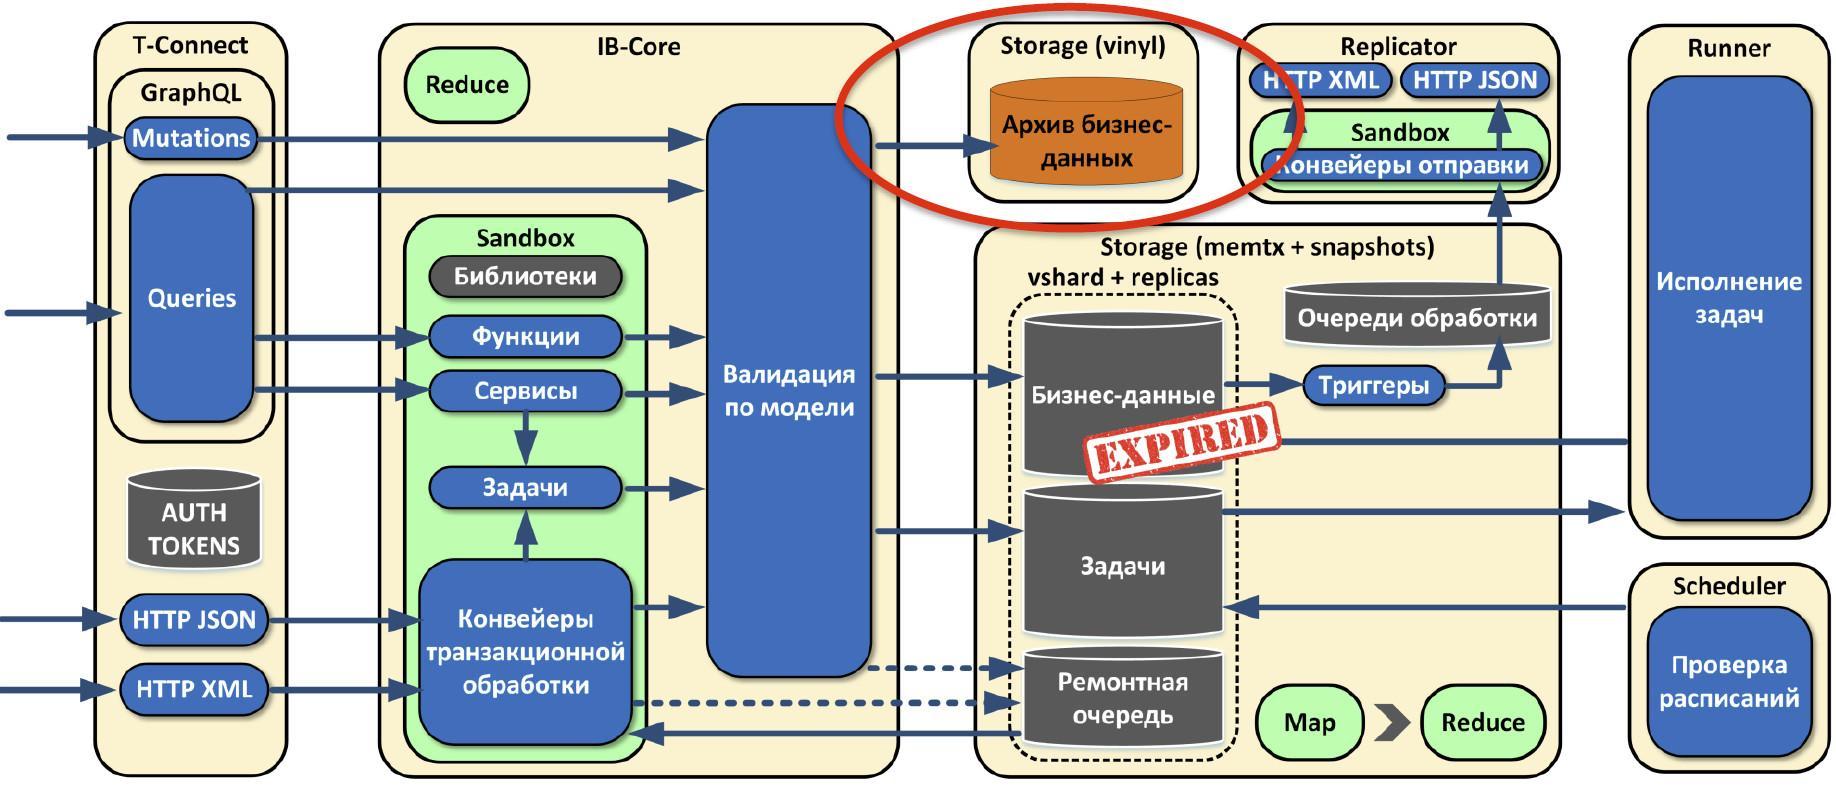 T-Connect
GraphQL
Mutations
Queries
AUTH
TOKENS
HTTP JSON
HTTP XML
IB-Core
Reduce
Sandbox
Библиотеки
Функции
Сервисы
Задачи
Конвейеры
транзакционной
обработки
Валидация
по модели
Storage (vinyl)
Архив бизнес-
данных
Replicator
HTTP XML
HTTP JSON
Sandbox
Конвейеры отправки
Storage (memtx + snapshots)
vshard + replicas
Бизнес-данные
EXPIRED
Задачи
Ремонтная
очередь
Очереди обработки
Триггеры
Map
Reduce
Runner
Исполнение
задач
Scheduler
Проверка
расписаний